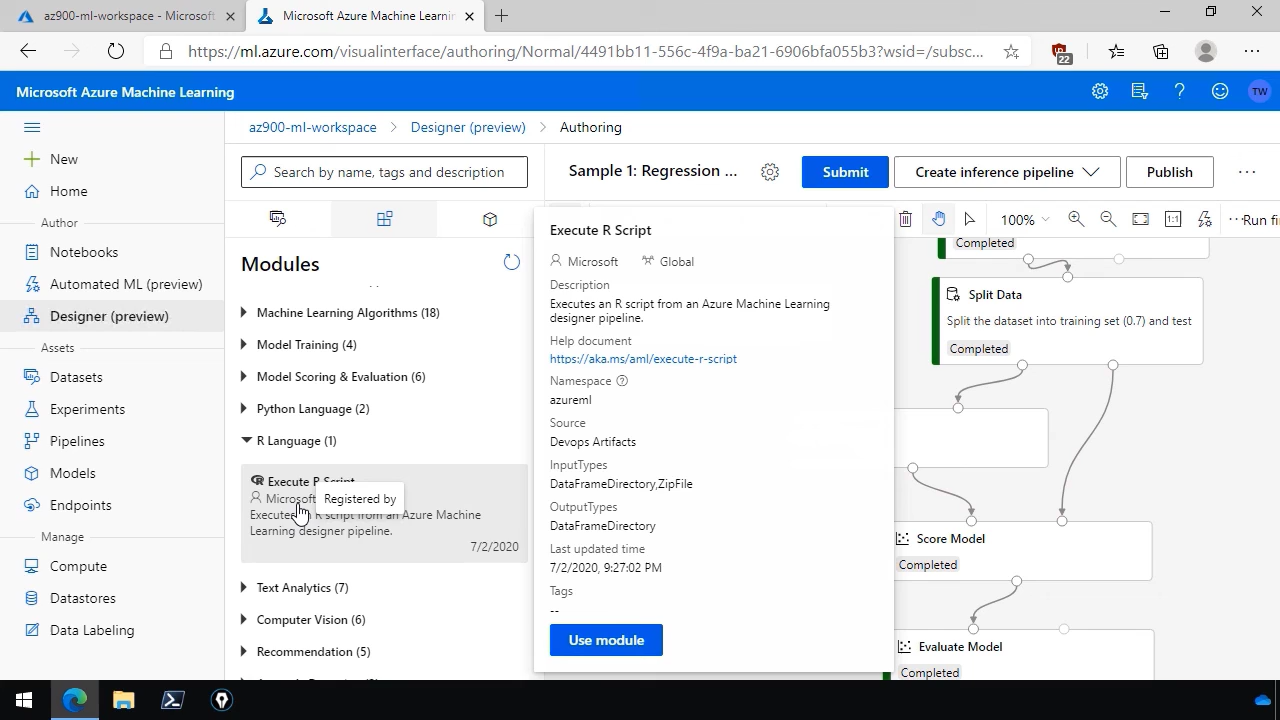 az900-ml-workspace - Microsoft
Microsoft Azure Machine Learnin
https://ml.azure.com/visualinterface/authoring/Normal/4491bb11-556c-4f9a-ba21-6906bfa055b3?wsid=/subsc...
22
Microsoft Azure Machine Learning
TW
New
Home
Author
Notebooks
Automated ML (preview)
Designer (preview)
Assets
Datasets
Experiments
Pipelines
Models
Endpoints
Manage
Compute
Datastores
Data Labeling
az900-ml-workspace > Designer (preview) > Authoring
Search by name, tags and description
Sample 1: Regression ...
Submit
Create inference pipeline
Publish
...
100%
1:1
Run fi
Modules
Machine Learning Algorithms (18)
Model Training (4)
Model Scoring & Evaluation (6)
Python Language (2)
R Language (1)
Execute R Script
Microsoft
Registered by
Executes an R script from an Azure Machine
Learning designer pipeline.
7/2/2020
Text Analytics (7)
Computer Vision (6)
Recommendation (5)
Execute R Script
Microsoft Global
Description
Executes an R script from an Azure Machine Learning
designer pipeline.
Help document
https://aka.ms/aml/execute-r-script
Namespace
azureml
Source
Devops Artifacts
InputTypes
DataFrameDirectory,ZipFile
OutputTypes
DataFrameDirectory
Last updated time
7/2/2020, 9:27:02 PM
Tags
--
Use module
Completed
Split Data
Split the dataset into training set (0.7) and test
Completed
Score Model
Completed
Evaluate Model
Completed